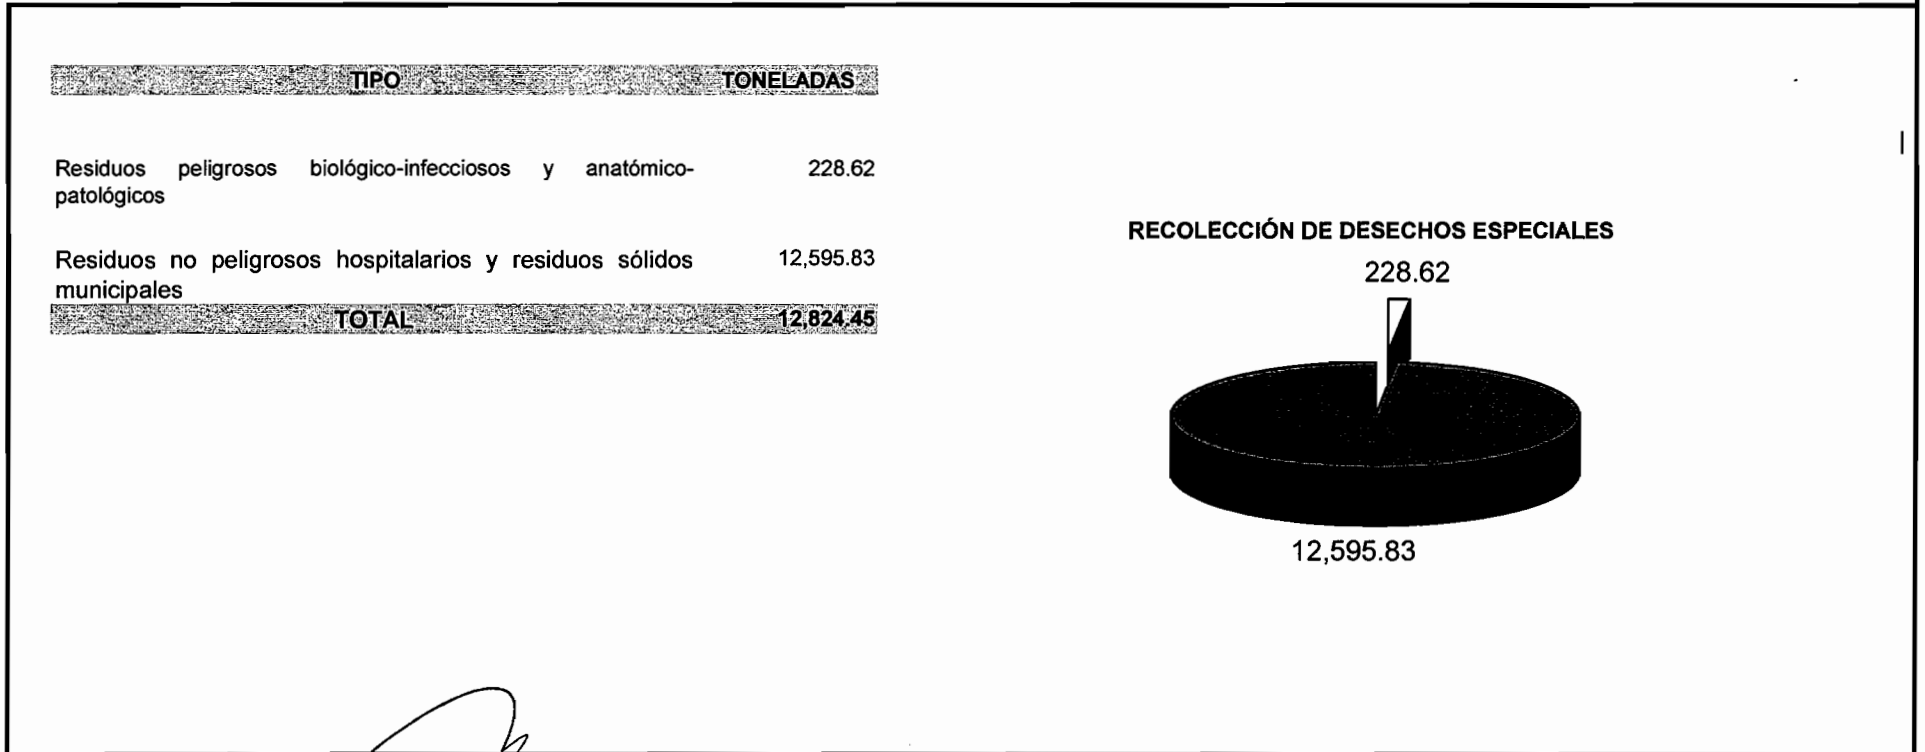 TIPO TONELADAS
Residuos peligrosos biológico-infecciosos y anatómico- 228.62
patológicos
Residuos no peligrosos hospitalarios y residuos sólidos 12,595.83
municipales
TOTAL 12,824.45
RECOLECCIÓN DE DESECHOS ESPECIALES
228.62
12,595.83